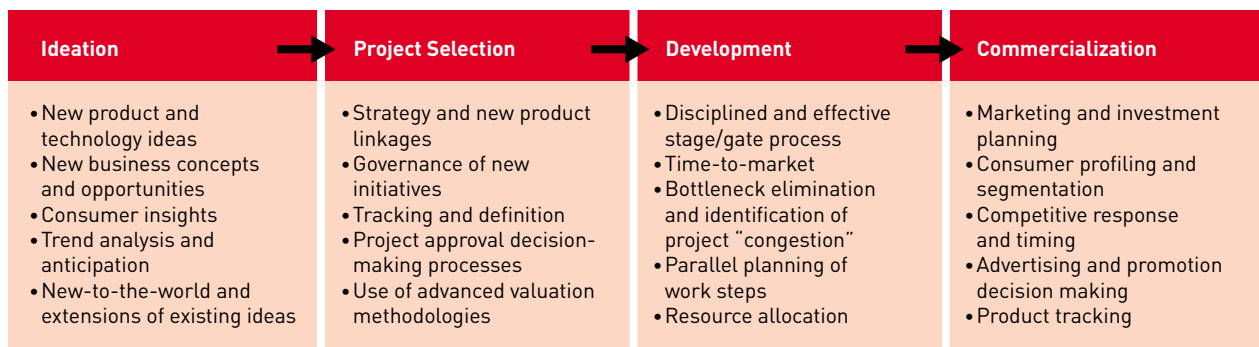 Ideation
Project Selection
Development
Commercialization
•New product and
technology ideas
•New business concepts
and opportunities
•Consumer insights
•Trend analysis and
anticipation
•New-to-the-world and
extensions of existing ideas
•Strategy and new product
linkages
•Governance of new
initiatives
•Tracking and definition
•Project approval decision-
making processes
•Use of advanced valuation
methodologies
•Disciplined and effective
stage/gate process
•Time-to-market
•Bottleneck elimination
and identification of
project “congestion”
•Parallel planning of
work steps
•Resource allocation
•Marketing and investment
planning
•Consumer profiling and
segmentation
•Competitive response
and timing
•Advertising and promotion
decision making
•Product tracking